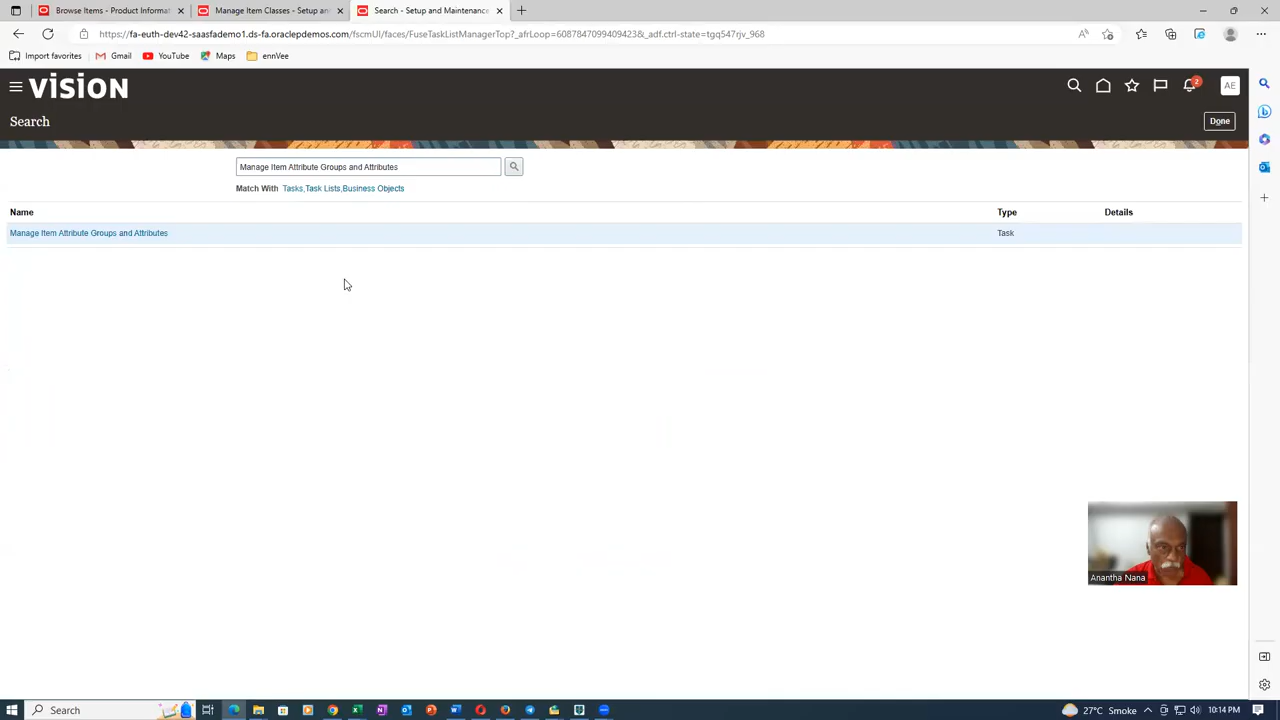 Browse Items - Product Informat
Manage Item Classes - Setup an
Search - Setup and Maintenance
https://fa-euth-dev42-saasfademo1.ds-fa.oraclepdemos.com/fscmUI/faces/FuseTaskListManagerTop?_afrLoop=6087847099409423&_adf.ctrl-state=tgq547rjv_968
Import favorites
Gmail
YouTube
Maps
ennVee
VISION
2
AE
Search
Done
Manage Item Attribute Groups and Attributes
Match With Tasks,Task Lists,Business Objects
Name Type Details
Manage Item Attribute Groups and Attributes Task
Anantha Nana
Search
27°C Smoke
10:14 PM